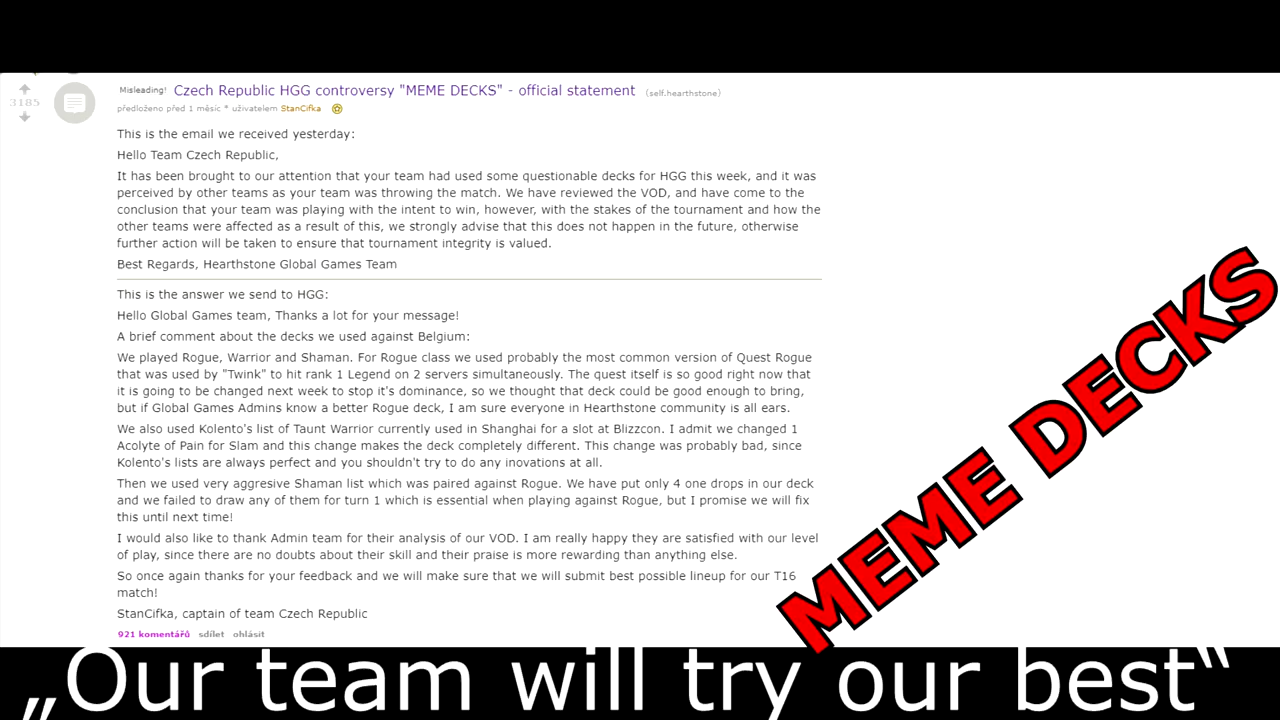 Misleading! Czech Republic HGG controversy "MEME DECKS" - official statement (self.hearthstone)
3185
předloženo před 1 měsíc * uživatelem StanCifka
This is the email we received yesterday:
Hello Team Czech Republic,
It has been brought to our attention that your team had used some questionable decks for HGG this week, and it was
perceived by other teams as your team was throwing the match. We have reviewed the VOD, and have come to the
conclusion that your team was playing with the intent to win, however, with the stakes of the tournament and how the
other teams were affected as a result of this, we strongly advise that this does not happen in the future, otherwise
further action will be taken to ensure that tournament integrity is valued.
Best Regards, Hearthstone Global Games Team
This is the answer we send to HGG:
Hello Global Games team, Thanks a lot for your message!
A brief comment about the decks we used against Belgium:
We played Rogue, Warrior and Shaman. For Rogue class we used probably the most common version of Quest Rogue
that was used by "Twink" to hit rank 1 Legend on 2 servers simultaneously. The quest itself is so good right now that
it is going to be changed next week to stop it's dominance, so we thought that deck could be good enough to bring,
but if Global Games Admins know a better Rogue deck, I am sure everyone in Hearthstone community is all ears.
We also used Kolento's list of Taunt Warrior currently used in Shanghai for a slot at Blizzcon. I admit we changed 1
Acolyte of Pain for Slam and this change makes the deck completely different. This change was probably bad, since
Kolento's lists are always perfect and you shouldn't try to do any inovations at all.
Then we used very aggresive Shaman list which was paired against Rogue. We have put only 4 one drops in our deck
and we failed to draw any of them for turn 1 which is essential when playing against Rogue, but I promise we will fix
this until next time!
I would also like to thank Admin team for their analysis of our VOD. I am really happy they are satisfied with our level
of play, since there are no doubts about their skill and their praise is more rewarding than anything else.
So once again thanks for your feedback and we will make sure that we will submit best possible lineup for our T16
match!
StanCifka, captain of team Czech Republic
921 komentářů sdílet ohlásit
MEME DECKS
„Our team will try our best“